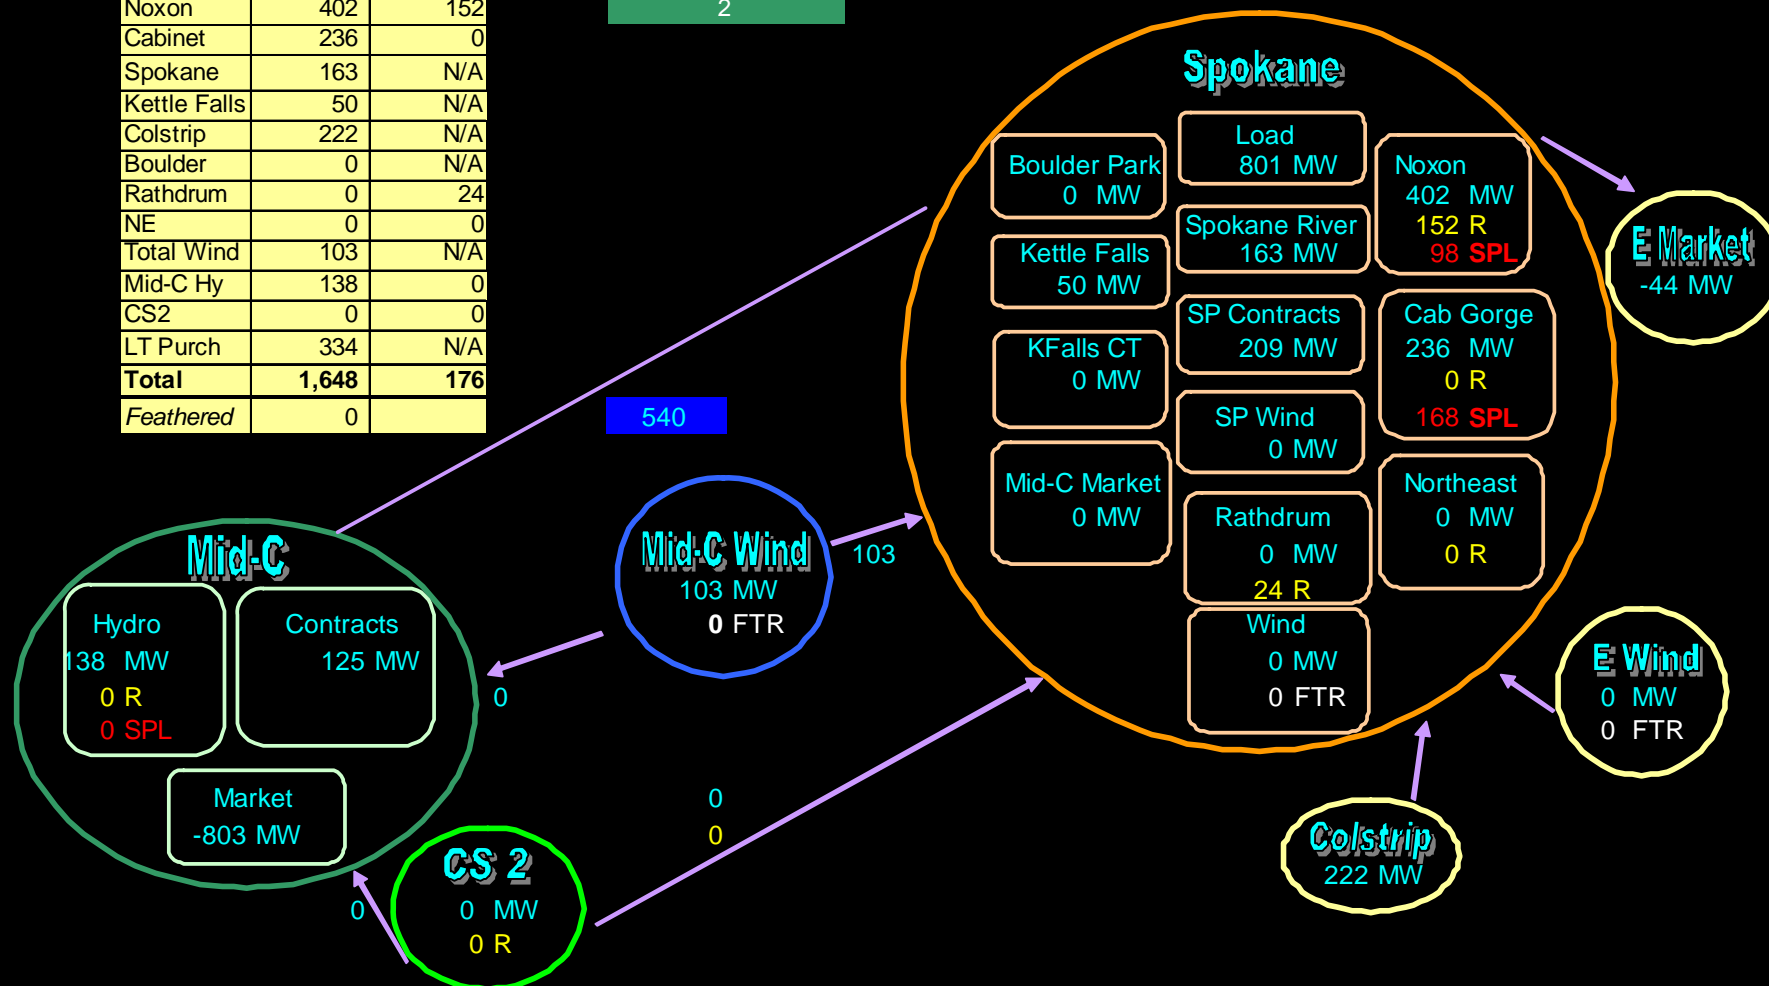 Noxon 402 152
Cabinet 236 0
Spokane 163 N/A
Kettle Falls 50 N/A
Colstrip 222 N/A
Boulder 0 N/A
Rathdrum 0 24
NE 0 0
Total Wind 103 N/A
Mid-C Hy 138 0
CS2 0 0
LT Purch 334 N/A
Total 1,648 176
Feathered 0
2
540
Spokane
Boulder Park
0 MW
Kettle Falls
50 MW
KFalls CT
0 MW
Mid-C Market
0 MW
Load
801 MW
Spokane River
163 MW
SP Contracts
209 MW
SP Wind
0 MW
Rathdrum
0 MW
24 R
Wind
0 MW
0 FTR
Noxon
402 MW
152 R
98 SPL
Cab Gorge
236 MW
0 R
168 SPL
Northeast
0 MW
0 R
E Market
-44 MW
Mid-C
Hydro
138 MW
0 R
0 SPL
Contracts
125 MW
Market
-803 MW
Mid-C Wind
103 MW
0 FTR
103
0
0
0
0
CS 2
0 MW
0 R
Colstrip
222 MW
E Wind
0 MW
0 FTR